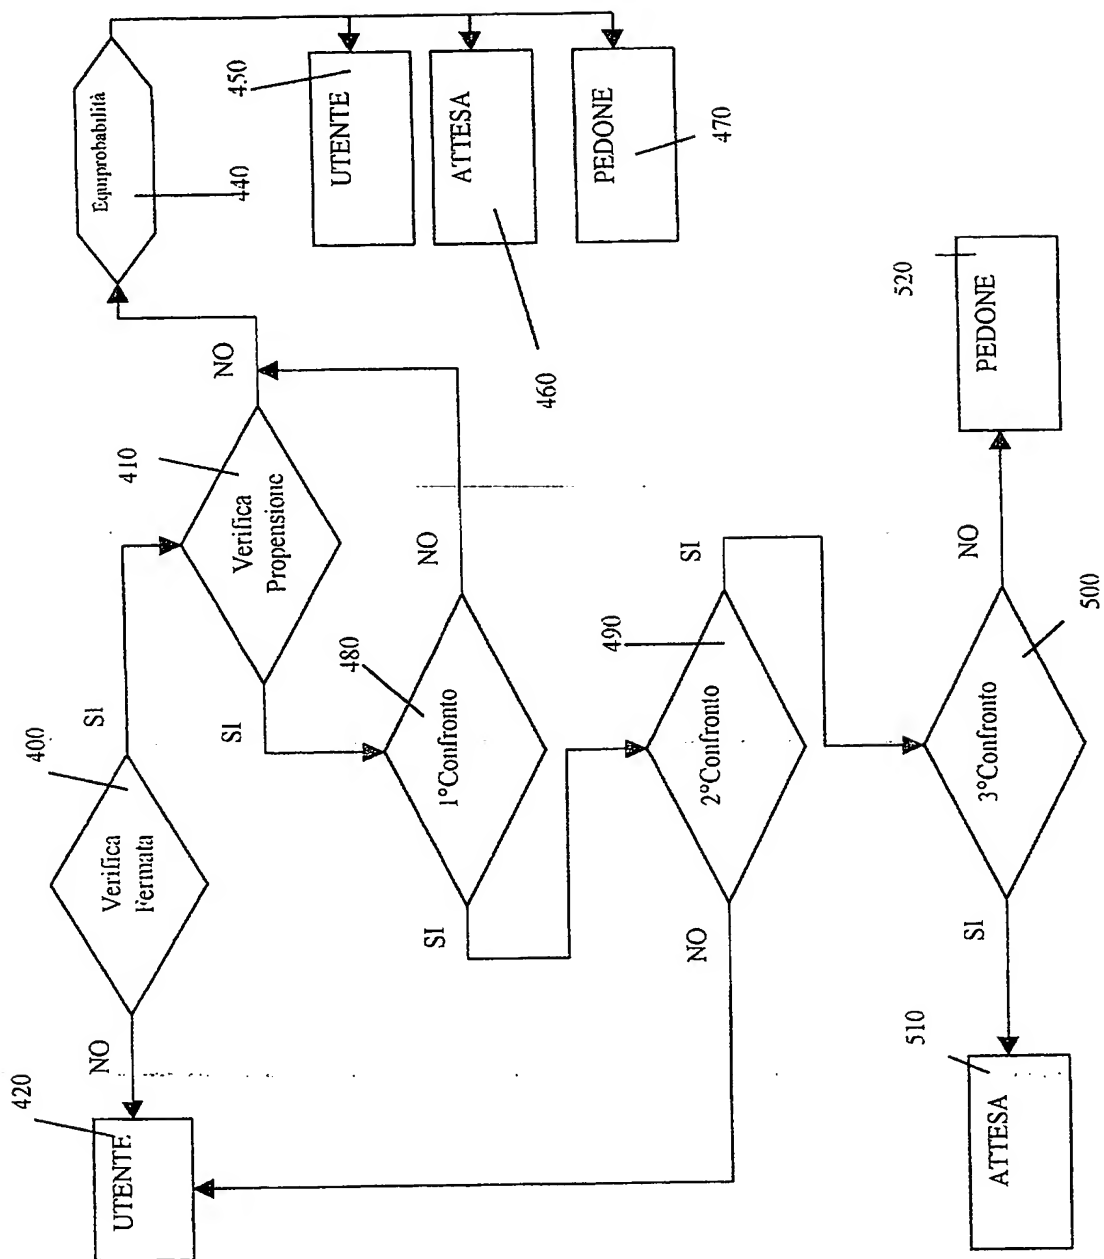 420
UTENTE
NO
400
Verifica
Fermata
SI
410
Verifica
Propensione
NO
Equiprobabilità
440
450
UTENTE
ATTESA
460
PEDONE
470
SI
480
1°Confronto
NO
SI
490
2°Confronto
SI
NO
500
3°Confronto
NO
SI
510
ATTESA
520
PEDONE